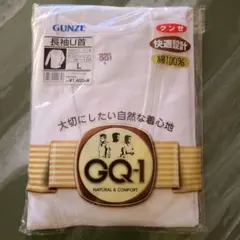 GUNZE
長袖U首
L
グンゼ
快適設計
綿100%
大切にしたい自然な着心地
GQ-1
NATURAL & COMFORT